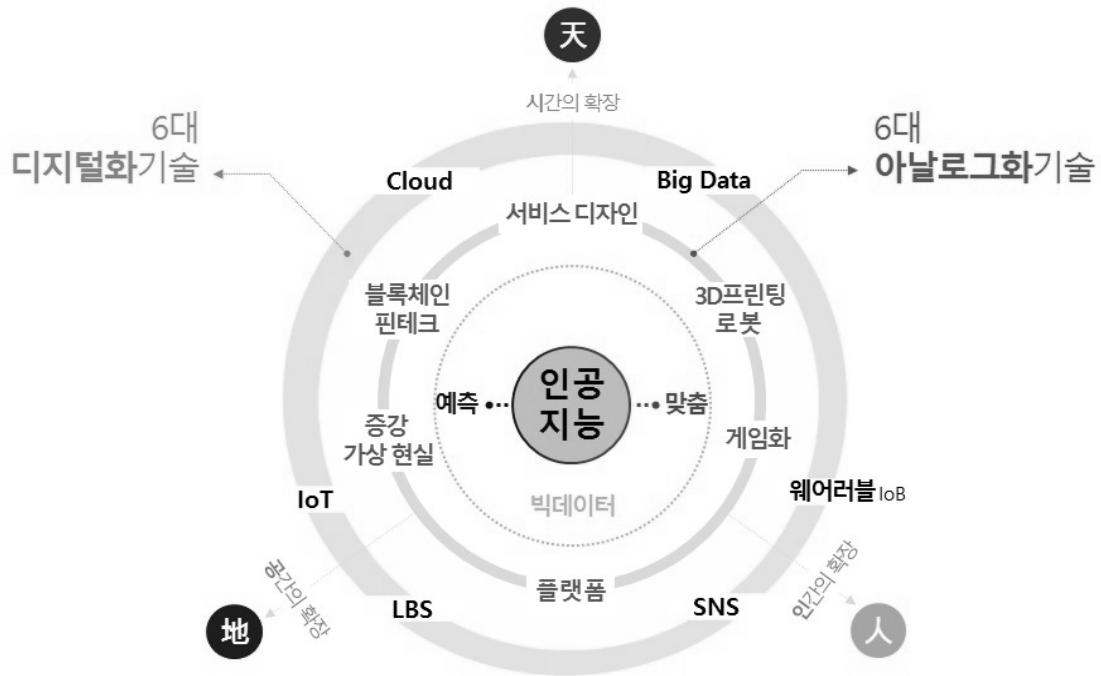 天
시간의 확장
6대
디지털화기술
6대
아날로그화기술
Cloud
Big Data
서비스 디자인
블록체인
핀테크
3D프린팅
로봇
인공
지능
예측
맞춤
증강
가상 현실
게임화
IoT
웨어러블 IoB
빅데이터
플랫폼
LBS
SNS
공간의 확장
인간의 확장
地
人